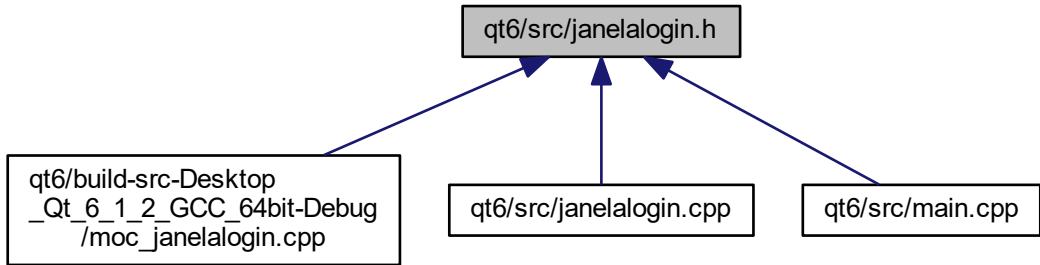 qt6/src/janelalogin.h
qt6/build-src-Desktop
_Qt_6_1_2_GCC_64bit-Debug
/moc_janelalogin.cpp
qt6/src/janelalogin.cpp
qt6/src/main.cpp